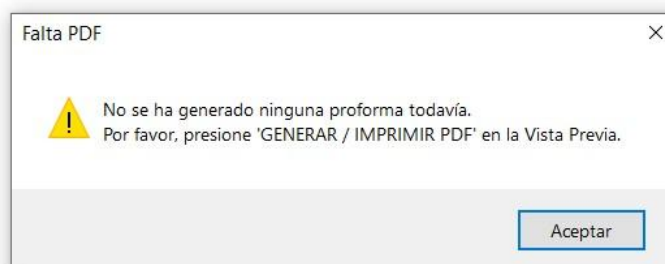 Falta PDF
No se ha generado ninguna proforma todavía.
Por favor, presione 'GENERAR / IMPRIMIR PDF' en la Vista Previa.
Aceptar